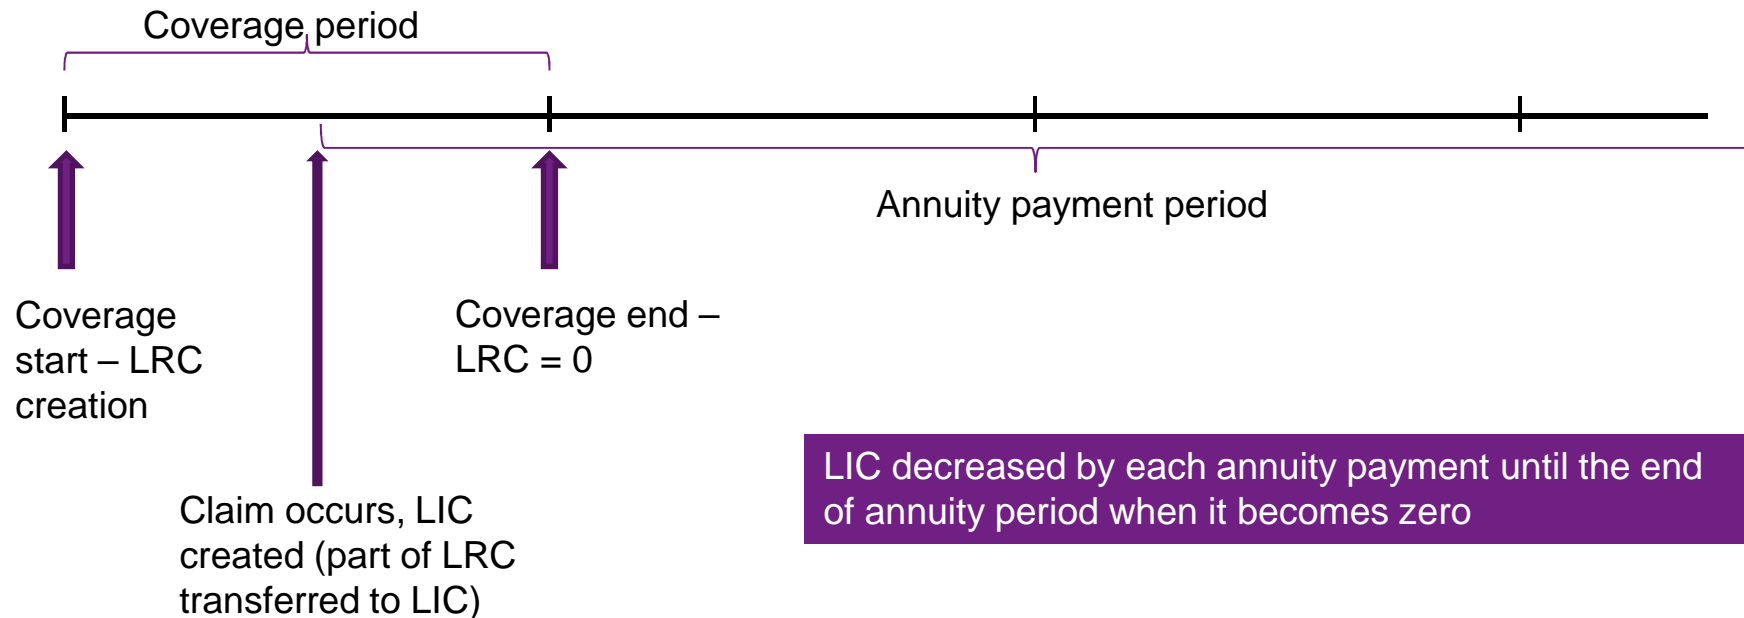 Coverage period
Annuity payment period
Coverage
start – LRC
creation
Coverage end –
LRC = 0
Claim occurs, LIC
created (part of LRC
transferred to LIC)
LIC decreased by each annuity payment until the end
of annuity period when it becomes zero